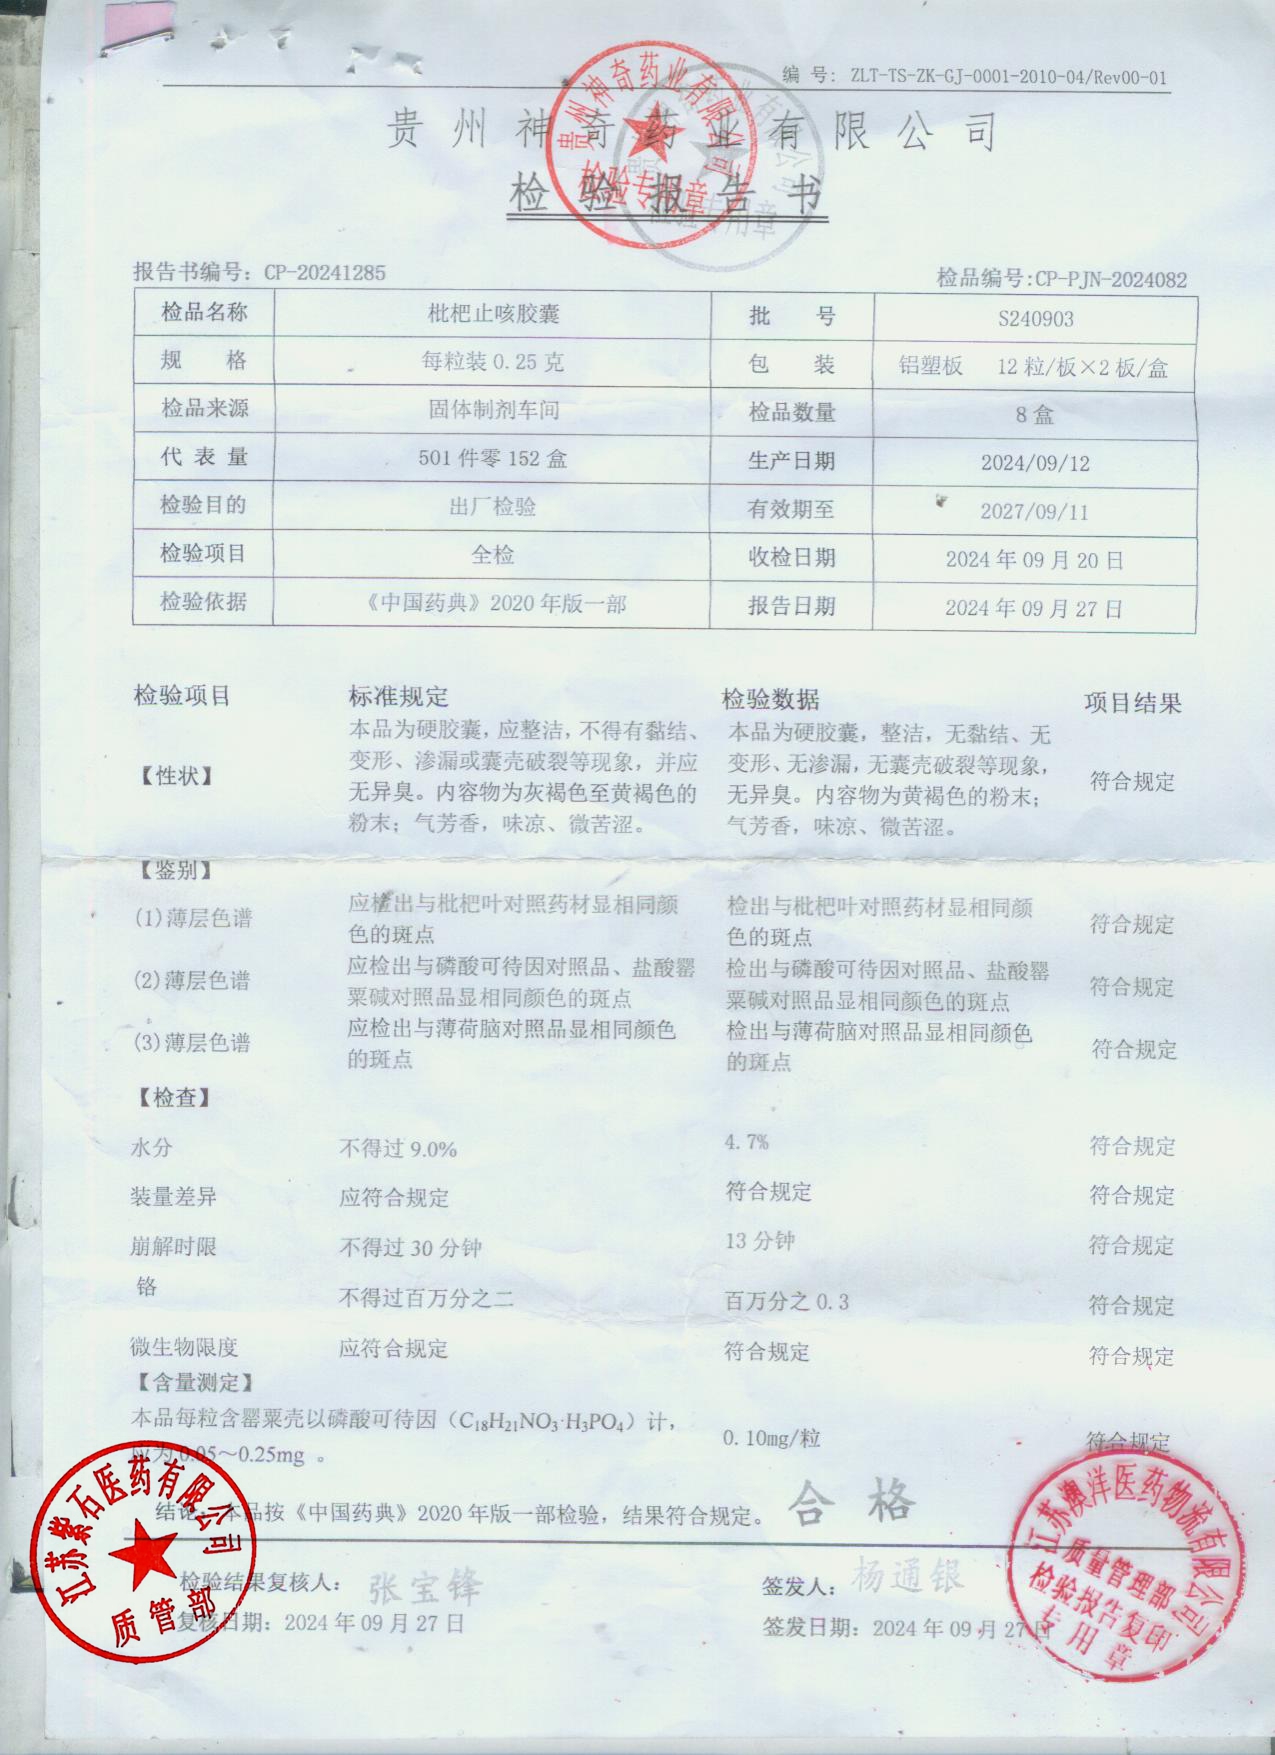 编 号: ZLT-TS-ZK-GJ-0001-2010-04/Rev00-01
贵州神奇药业有限公司
检验报告书
贵州神奇药业有限公司
检验专用章
报告书编号: CP-20241285
检品编号:CP-PJN-2024082
检品名称 枇杷止咳胶囊 批 号 S240903
规 格 每粒装 0.25 克 包 装 铝塑板 12 粒/板×2 板/盒
检品来源 固体制剂车间 检品数量 8 盒
代 表 量 501 件零 152 盒 生产日期 2024/09/12
检验目的 出厂检验 有效期至 2027/09/11
检验项目 全检 收检日期 2024 年 09 月 20 日
检验依据 《中国药典》2020 年版一部 报告日期 2024 年 09 月 27 日
检验项目 标准规定 检验数据 项目结果
【性状】
本品为硬胶囊，应整洁，不得有黏结、
变形、渗漏或囊壳破裂等现象，并应
无异臭。内容物为灰褐色至黄褐色的
粉末；气芳香，味凉、微苦涩。
本品为硬胶囊，整洁，无黏结、无
变形、无渗漏，无囊壳破裂等现象，
无异臭。内容物为黄褐色的粉末；
气芳香，味凉、微苦涩。
符合规定
【鉴别】
(1)薄层色谱
应检出与枇杷叶对照药材显相同颜
色的斑点
检出与枇杷叶对照药材显相同颜
色的斑点
符合规定
(2)薄层色谱
应检出与磷酸可待因对照品、盐酸罂
粟碱对照品显相同颜色的斑点
检出与磷酸可待因对照品、盐酸罂
粟碱对照品显相同颜色的斑点
符合规定
(3)薄层色谱
应检出与薄荷脑对照品显相同颜色
的斑点
检出与薄荷脑对照品显相同颜色
的斑点
符合规定
【检查】
水分 不得过 9.0% 4.7% 符合规定
装量差异 应符合规定 符合规定 符合规定
崩解时限 不得过 30 分钟 13 分钟 符合规定
铬 不得过百万分之二 百万分之 0.3 符合规定
微生物限度 应符合规定 符合规定 符合规定
【含量测定】
本品每粒含罂粟壳以磷酸可待因（C₁₈H₂₁NO₃·H₃PO₄）计，
应为 0.05～0.25mg 。
0.10mg/粒
符合规定
结论：本品按《中国药典》2020 年版一部检验，结果符合规定。
合格
检验结果复核人： 张宝锋
签发人： 杨通银
复核日期：2024 年 09 月 27 日
签发日期：2024 年 09 月 27 日
江苏紫石医药有限公司
质管部
江苏澳洋医药物流有限公司
质量管理部
检验报告复印
专用章